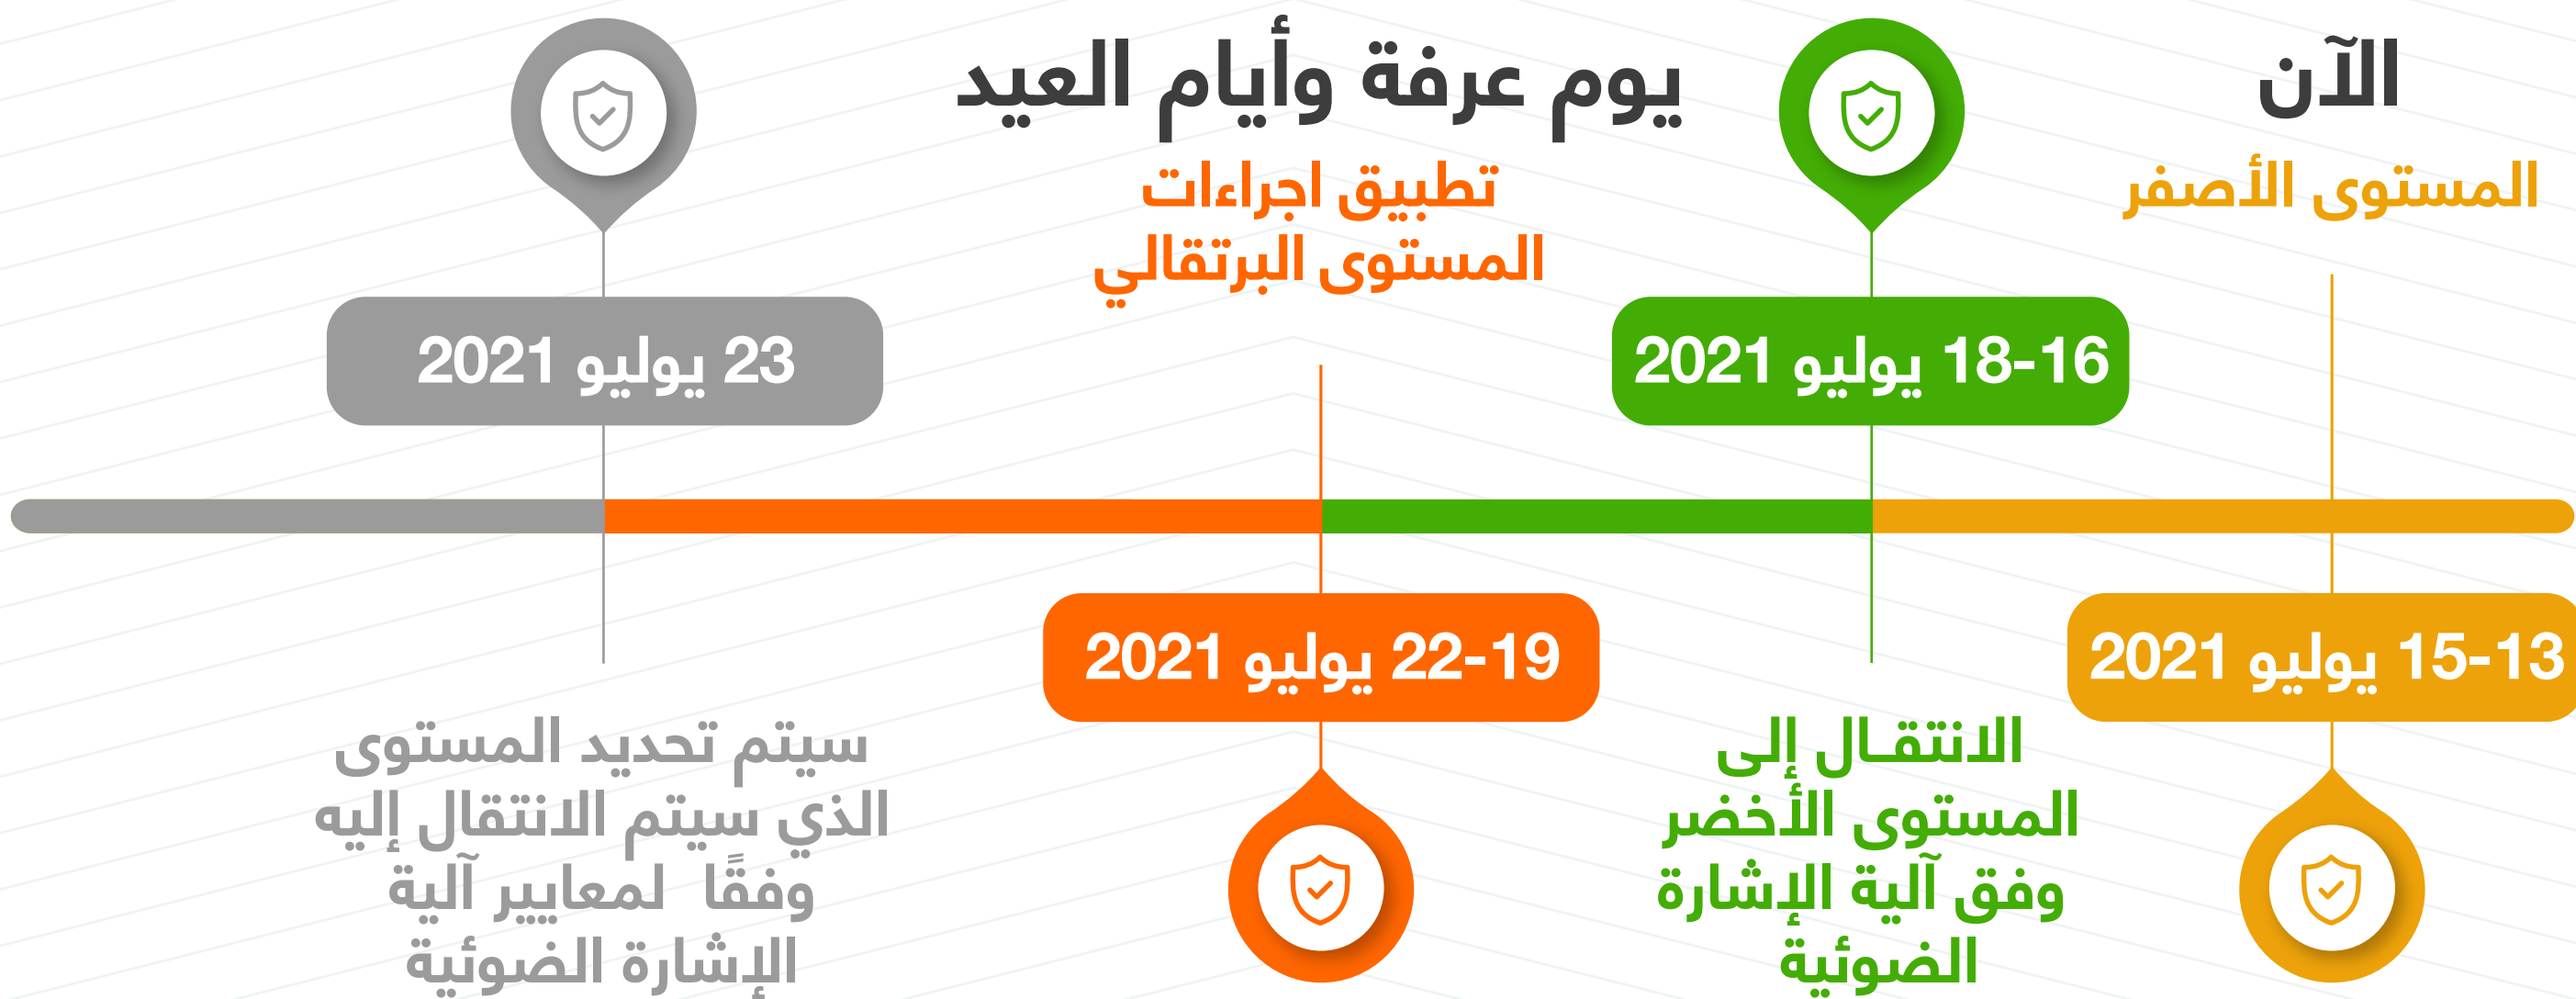 الآن
المستوى الأصفر
13-15 يوليو 2021
16-18 يوليو 2021
الانتقـال إلى
المستوى الأخضر
وفق آلية الإشارة
الضوئية
يوم عرفة وأيام العيد
تطبيق اجراءات
المستوى البرتقالي
19-22 يوليو 2021
23 يوليو 2021
سيتم تحديد المستوى
الذي سيتم الانتقال إليه
وفقًا لمعايير آلية
الإشارة الضوئية